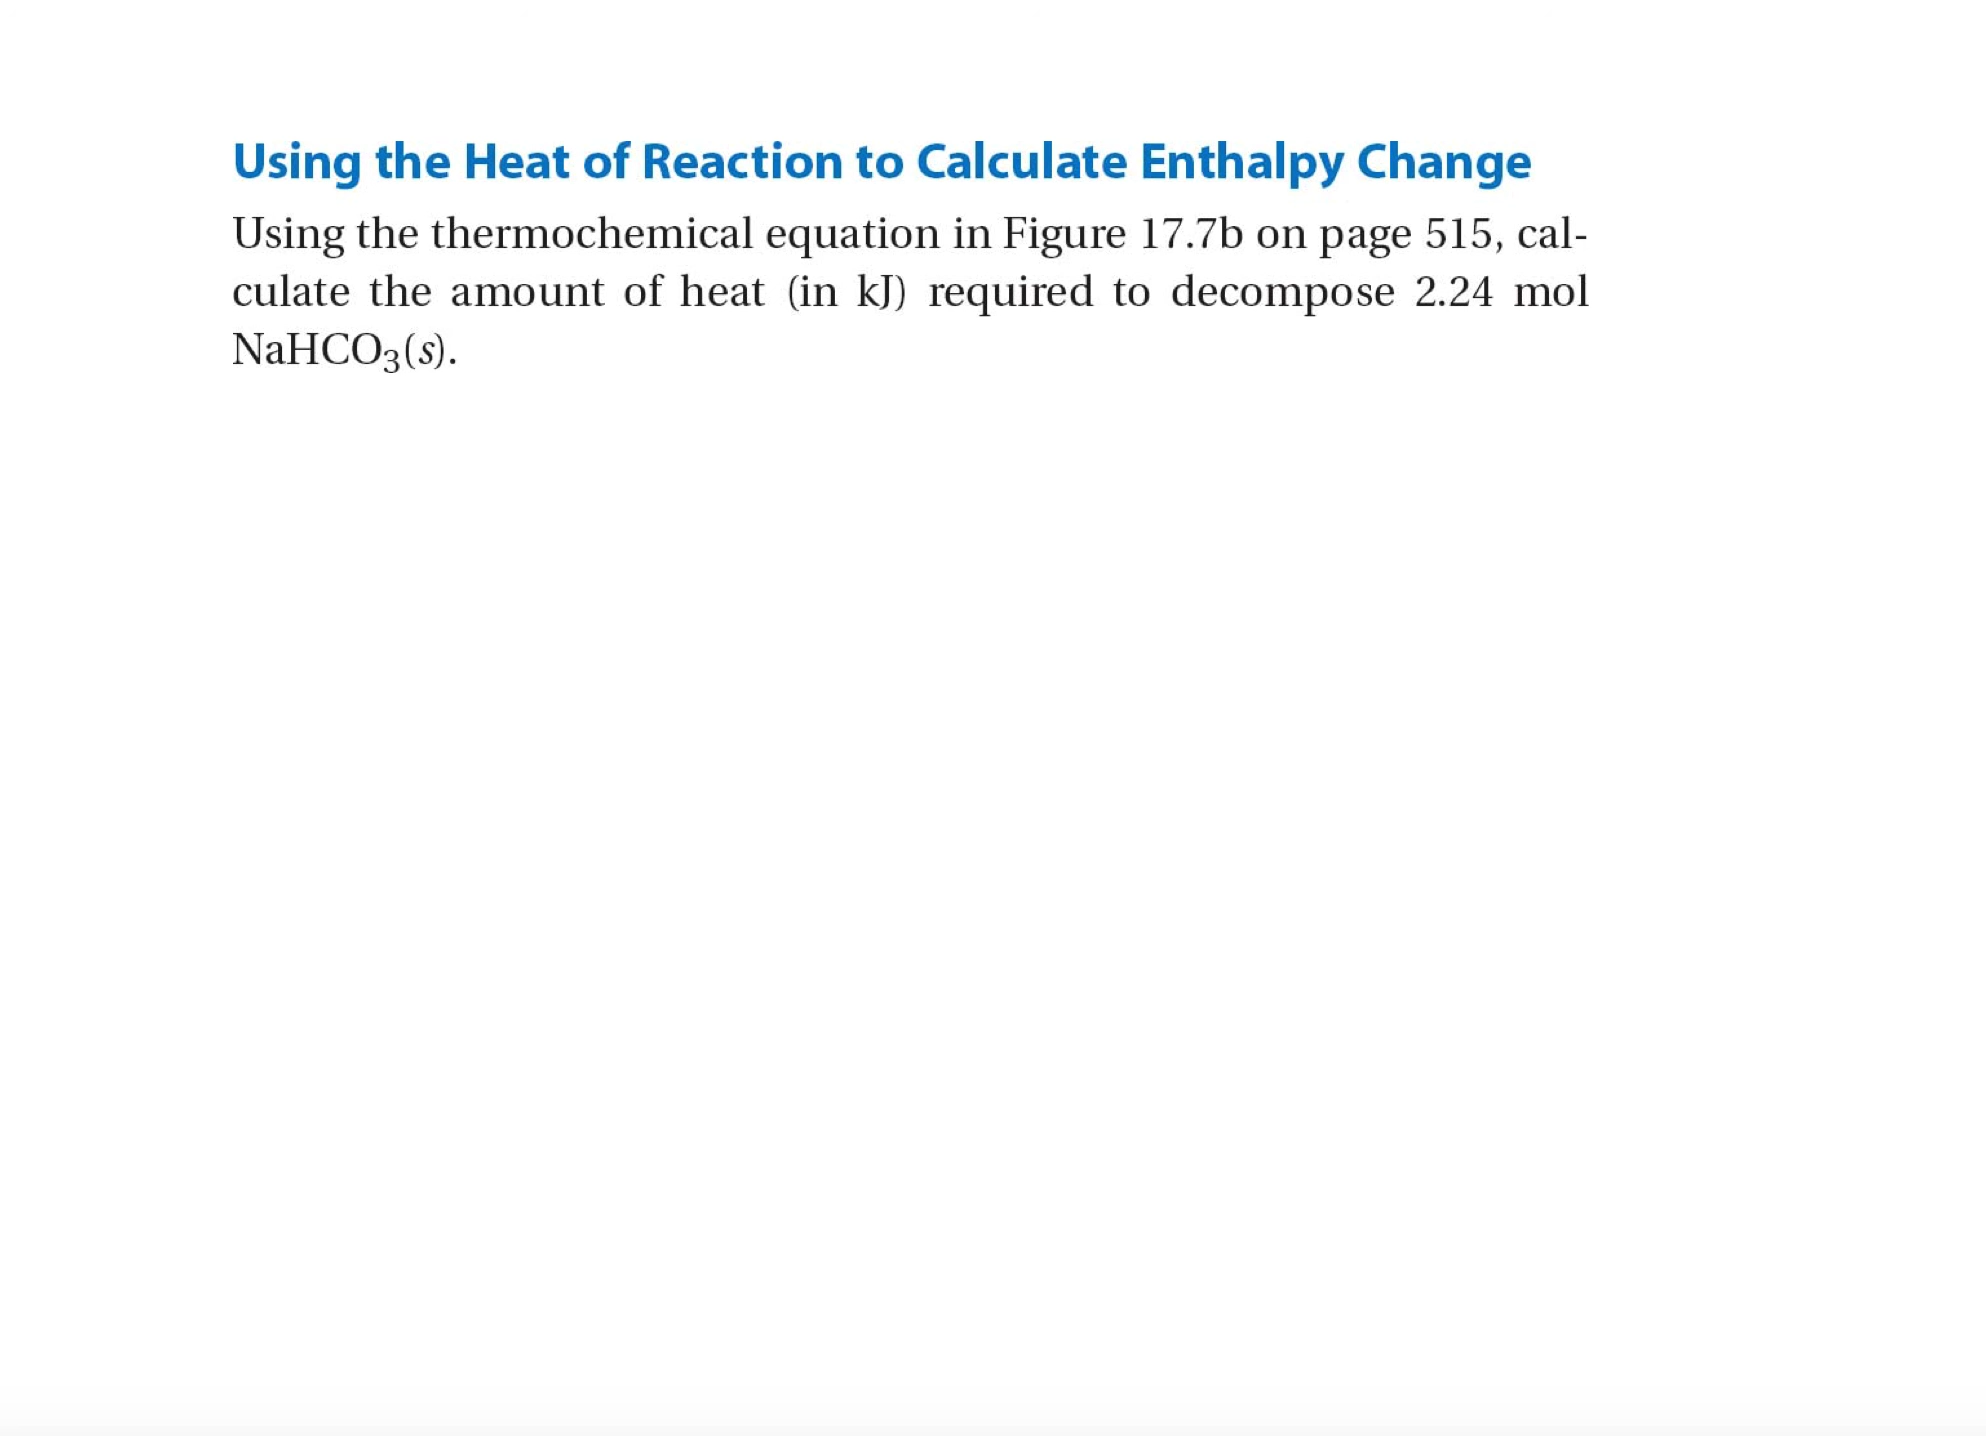 Using the Heat of Reaction to Calculate Enthalpy Change
Using the thermochemical equation in Figure 17.7b on page 515, cal-
culate the amount of heat (in kJ) required to decompose 2.24 mol
NaHCO₃(s).